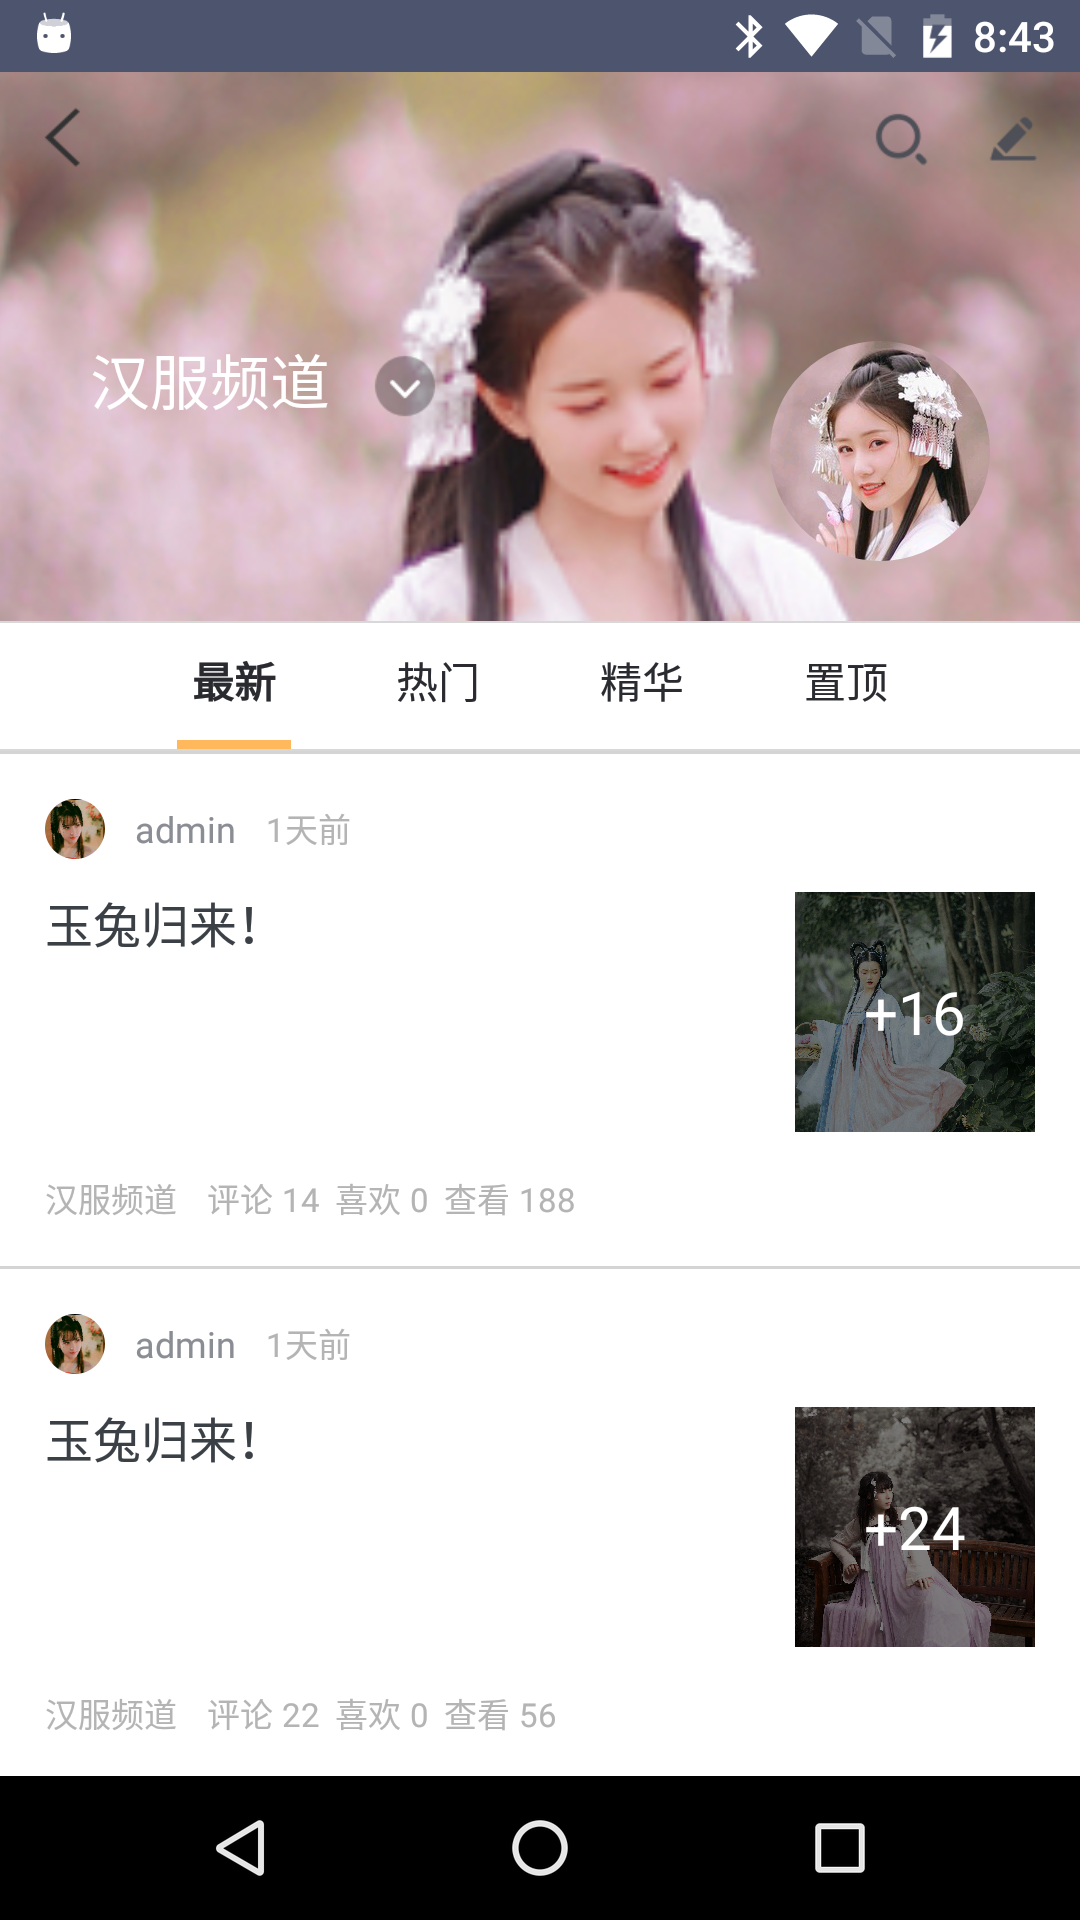 8:43
汉服频道
最新 热门 精华 置顶
admin 1天前
玉兔归来!
+16
汉服频道 评论 14 喜欢 0 查看 188
admin 1天前
玉兔归来!
+24
汉服频道 评论 22 喜欢 0 查看 56